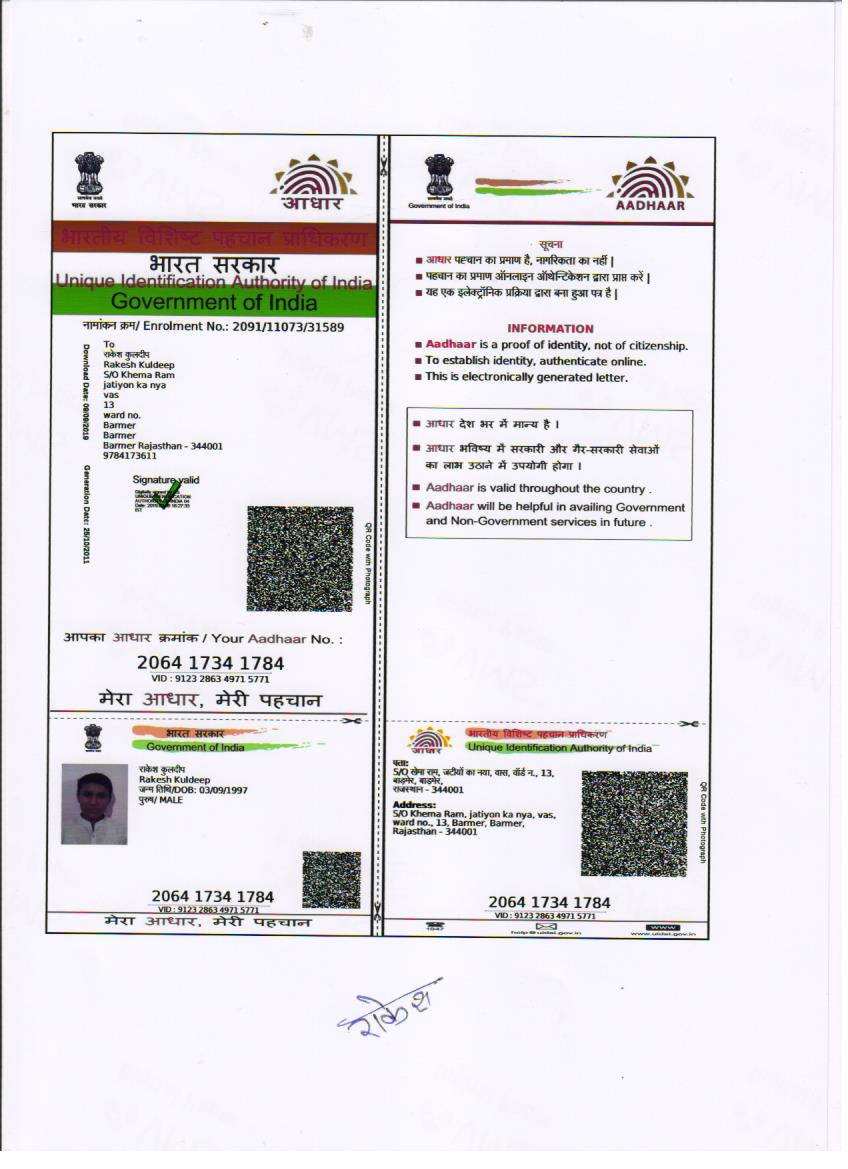 भारत सरकार
आधार
भारतीय विशिष्ट पहचान प्राधिकरण
भारत सरकार
Unique Identification Authority of India
Government of India
नामांकन क्रम/ Enrolment No.: 2091/11073/31589
Download Date: 09/09/2019
Generation Date: 25/10/2011
To
राकेश कुलदीप
Rakesh Kuldeep
S/O Khema Ram
jatiyon ka nya
vas
13
ward no.
Barmer
Barmer
Barmer Rajasthan - 344001
9784173611
Signature valid
IST
QR Code with Photograph
आपका आधार क्रमांक / Your Aadhaar No. :
2064 1734 1784
VID : 9123 2863 4971 5771
मेरा आधार, मेरी पहचान
Government of India
AADHAAR
सूचना
आधार पहचान का प्रमाण है, नागरिकता का नहीं |
पहचान का प्रमाण ऑनलाइन ऑथेन्टिकेशन द्वारा प्राप्त करें |
यह एक इलेक्ट्रॉनिक प्रक्रिया द्वारा बना हुआ पत्र है |
INFORMATION
Aadhaar is a proof of identity, not of citizenship.
To establish identity, authenticate online.
This is electronically generated letter.
आधार देश भर में मान्य है ।
आधार भविष्य में सरकारी और गैर-सरकारी सेवाओं
का लाभ उठाने में उपयोगी होगा ।
Aadhaar is valid throughout the country .
Aadhaar will be helpful in availing Government
and Non-Government services in future .
भारत सरकार
Government of India
राकेश कुलदीप
Rakesh Kuldeep
जन्म तिथि/DOB: 03/09/1997
पुरुष/ MALE
2064 1734 1784
VID : 9123 2863 4971 5771
मेरा आधार, मेरी पहचान
आधार
भारतीय विशिष्ट पहचान प्राधिकरण
Unique Identification Authority of India
पता:
S/O खेमा राम, जटीयों का नया, वास, वॉर्ड न., 13,
बाड़मेर, बाड़मेर,
राजस्थान - 344001
Address:
S/O Khema Ram, jatiyon ka nya, vas,
ward no., 13, Barmer, Barmer,
Rajasthan - 344001
QR Code with Photograph
2064 1734 1784
VID : 9123 2863 4971 5771
1947
help@uidai.gov.in
www
www.uidai.gov.in
राकेश